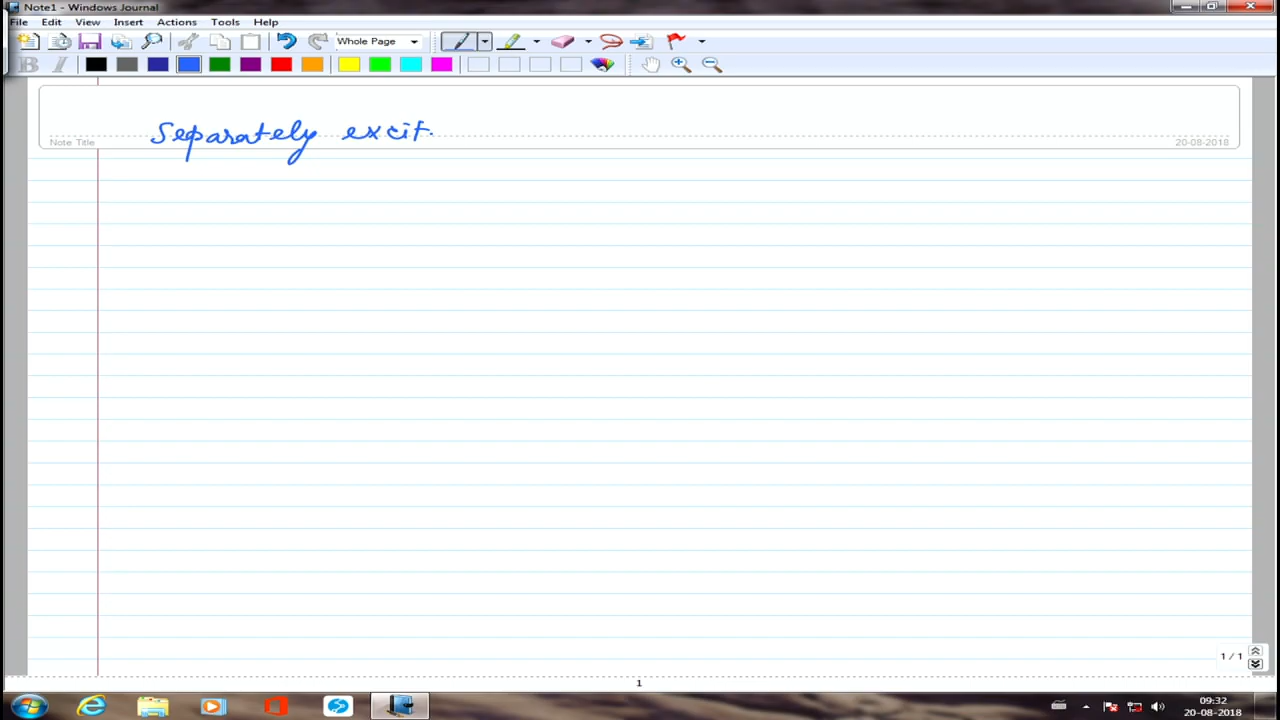 Note1 - Windows Journal
File Edit View Insert Actions Tools Help
Whole Page
B I
Separately excit.
Note Title
20-08-2018
1 / 1
1
09:32
20-08-2018